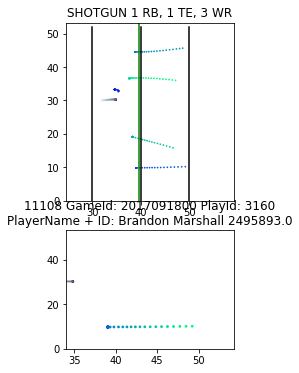 SHOTGUN 1 RB, 1 TE, 3 WR
50
40
30
20
10
0
30 40 50
11108 GameId: 2017091800 PlayId: 3160
PlayerName + ID: Brandon Marshall 2495893.0
40
20
0
35 40 45 50